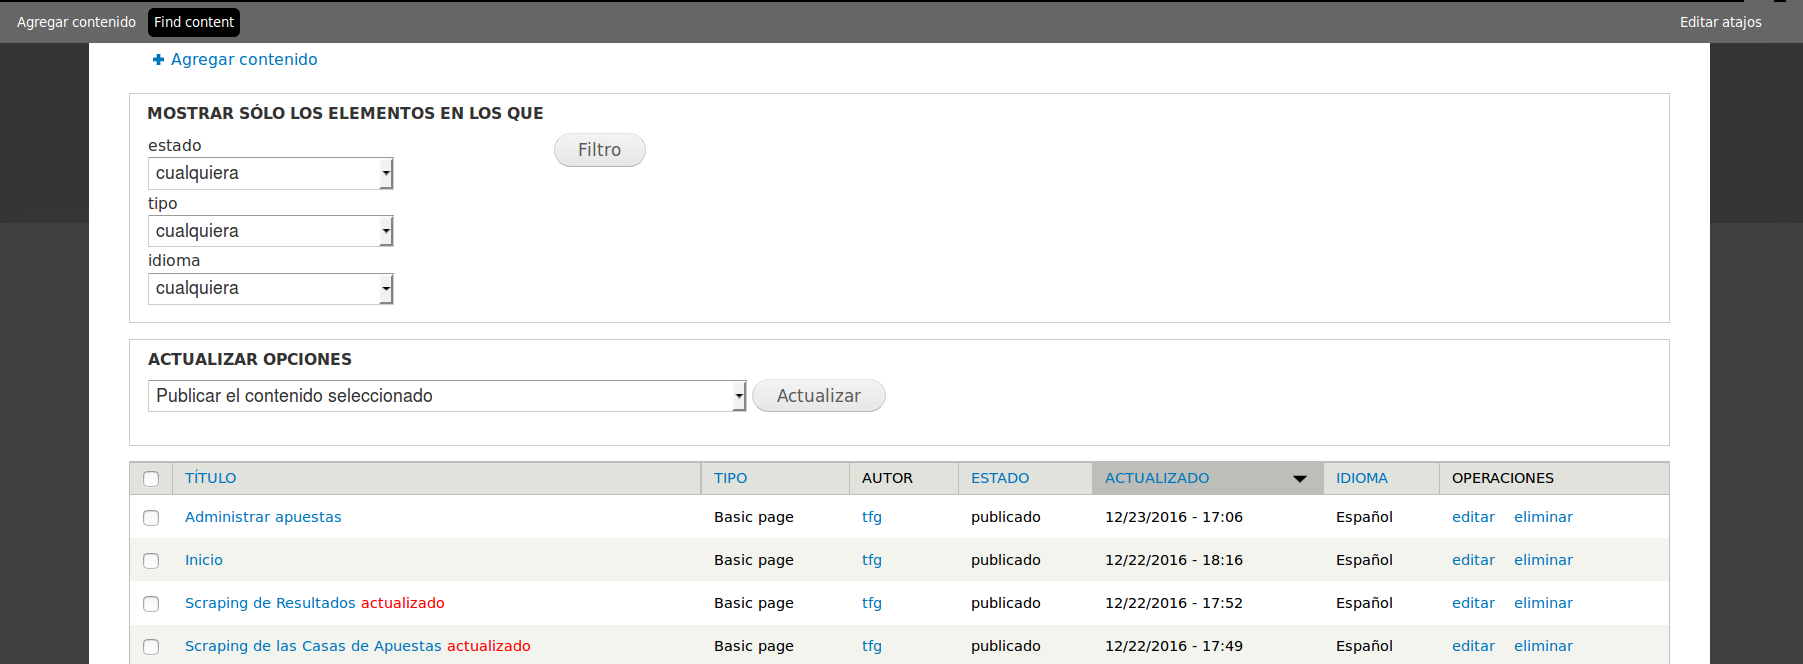 Agregar contenido Find content Editar atajos
Agregar contenido
MOSTRAR SÓLO LOS ELEMENTOS EN LOS QUE
estado
cualquiera
Filtro
tipo
cualquiera
idioma
cualquiera
ACTUALIZAR OPCIONES
Publicar el contenido seleccionado Actualizar
TÍTULO TIPO AUTOR ESTADO ACTUALIZADO IDIOMA OPERACIONES
Administrar apuestas Basic page tfg publicado 12/23/2016 - 17:06 Español editar eliminar
Inicio Basic page tfg publicado 12/22/2016 - 18:16 Español editar eliminar
Scraping de Resultados actualizado Basic page tfg publicado 12/22/2016 - 17:52 Español editar eliminar
Scraping de las Casas de Apuestas actualizado Basic page tfg publicado 12/22/2016 - 17:49 Español editar eliminar